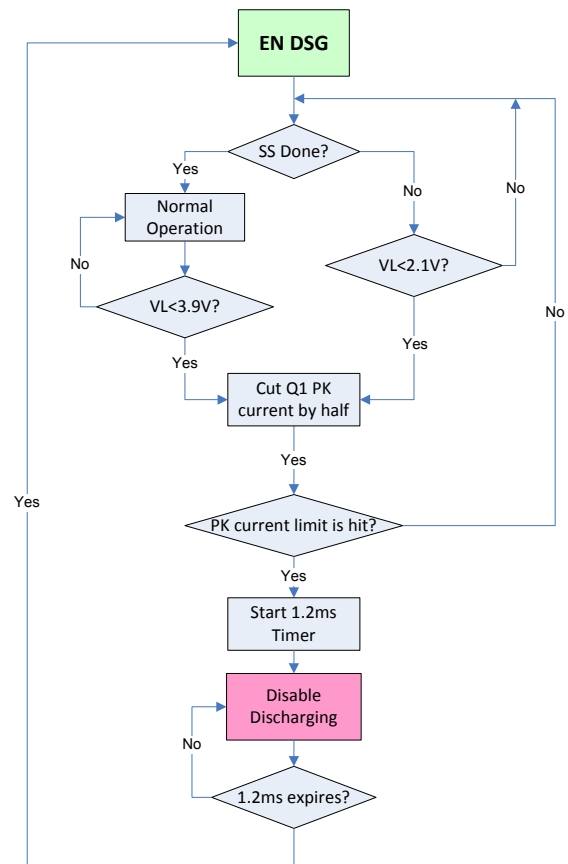 EN DSG
SS Done?
Yes
No
No
Normal
Operation
No
VL<3.9V?
VL<2.1V?
No
Yes
Yes
Cut Q1 PK
current by half
Yes
Yes
PK current limit is hit?
Yes
Start 1.2ms
Timer
Disable
Discharging
No
1.2ms expires?